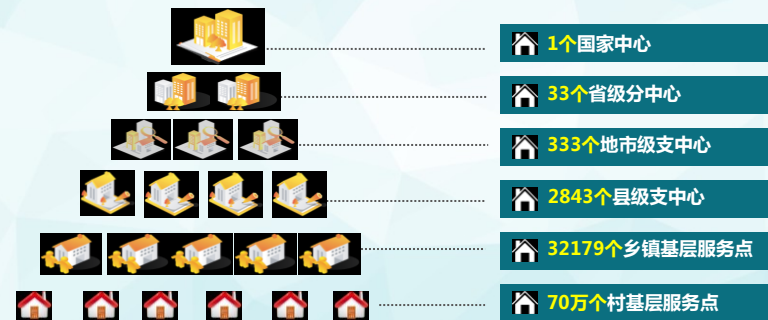 1个国家中心
33个省级分中心
333个地市级支中心
2843个县级支中心
32179个乡镇基层服务点
70万个村基层服务点